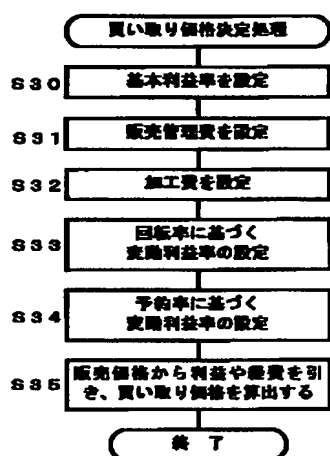 買い取り価格決定処理
S30
基本利益率を設定
S31
販売管理費を設定
S32
加工費を設定
S33
回転率に基づく
変動利益率の設定
S34
予約率に基づく
変動利益率の設定
S35
販売価格から利益や経費を引
き、買い取り価格を算出する
終了